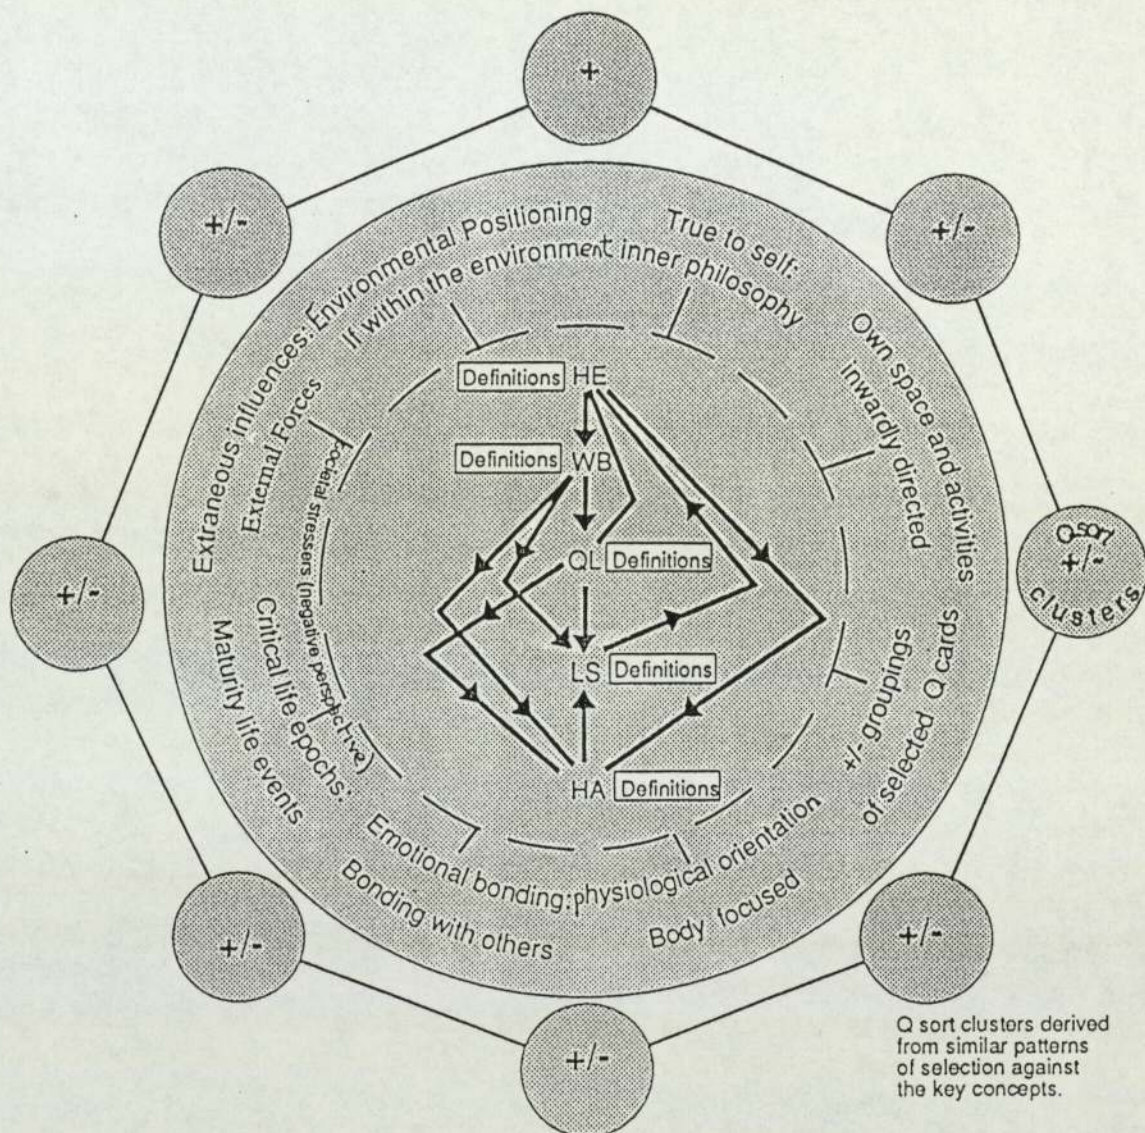 +
+/-
+/-
Extraneous influences: Environmental Positioning
If within the environment inner philosophy
True to self:
Own space and activities
inwardly directed
External Forces
Societal stressers (negative perspective)
Definitions HE
Definitions WB
QL Definitions
LS Definitions
HA Definitions
+/-
Q sort
+/-
clusters.
Critical life epochs:
Maturity life events
+/- groupings
of selected Q cards
Emotional bonding: physiological orientation
Bonding with others
Body focused
+/-
+/-
+/-
Q sort clusters derived
from similar patterns
of selection against
the key concepts.